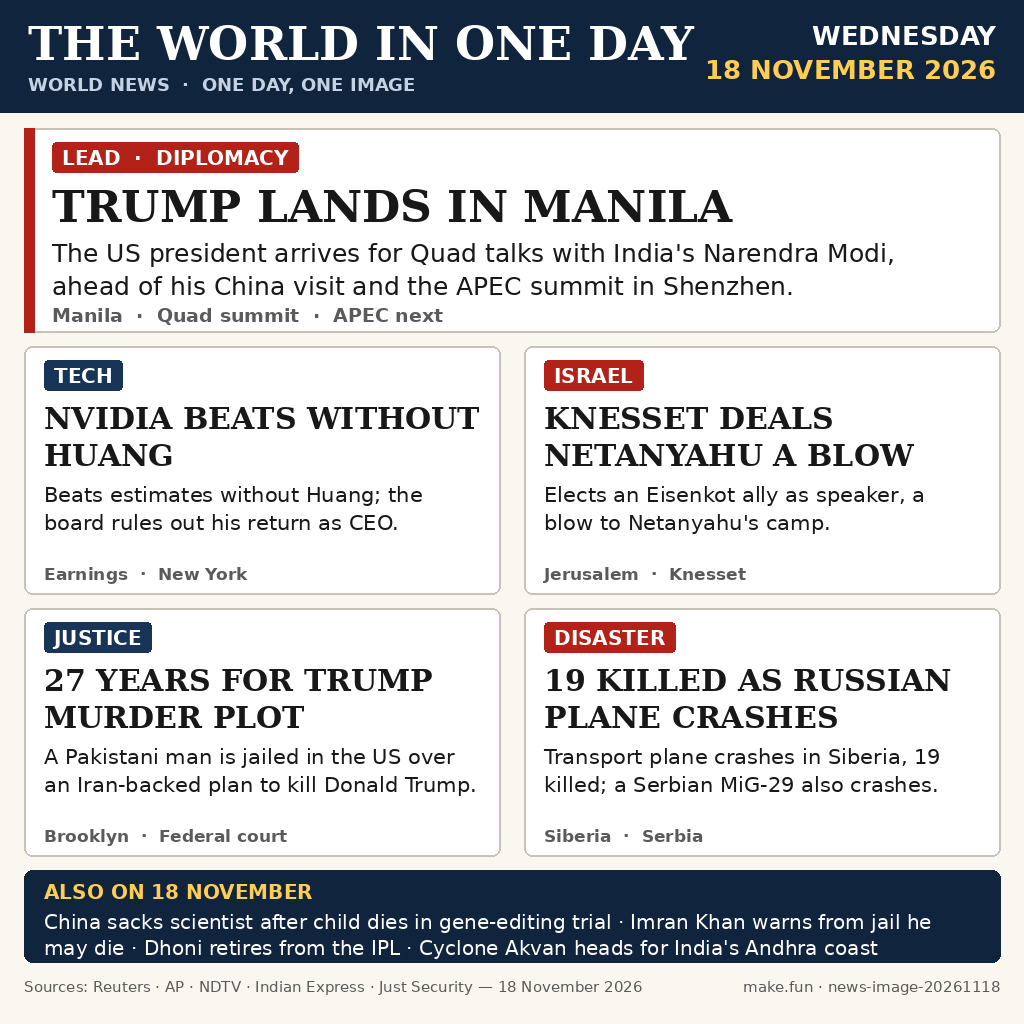 THE WORLD IN ONE DAY
WORLD NEWS · ONE DAY, ONE IMAGE
WEDNESDAY
18 NOVEMBER 2026
LEAD · DIPLOMACY
TRUMP LANDS IN MANILA
The US president arrives for Quad talks with India's Narendra Modi,
ahead of his China visit and the APEC summit in Shenzhen.
Manila · Quad summit · APEC next
TECH
NVIDIA BEATS WITHOUT
HUANG
Beats estimates without Huang; the
board rules out his return as CEO.
Earnings · New York
ISRAEL
KNESSET DEALS
NETANYAHU A BLOW
Elects an Eisenkot ally as speaker, a
blow to Netanyahu's camp.
Jerusalem · Knesset
JUSTICE
27 YEARS FOR TRUMP
MURDER PLOT
A Pakistani man is jailed in the US over
an Iran-backed plan to kill Donald Trump.
Brooklyn · Federal court
DISASTER
19 KILLED AS RUSSIAN
PLANE CRASHES
Transport plane crashes in Siberia, 19
killed; a Serbian MiG-29 also crashes.
Siberia · Serbia
ALSO ON 18 NOVEMBER
China sacks scientist after child dies in gene-editing trial · Imran Khan warns from jail he
may die · Dhoni retires from the IPL · Cyclone Akvan heads for India's Andhra coast
Sources: Reuters · AP · NDTV · Indian Express · Just Security — 18 November 2026
make.fun · news-image-20261118